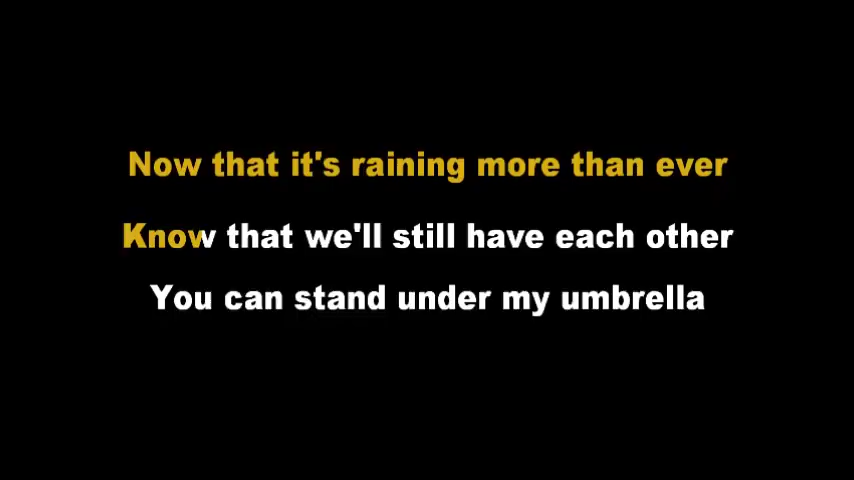 Now that it's raining more than ever
Know that we'll still have each other
You can stand under my umbrella